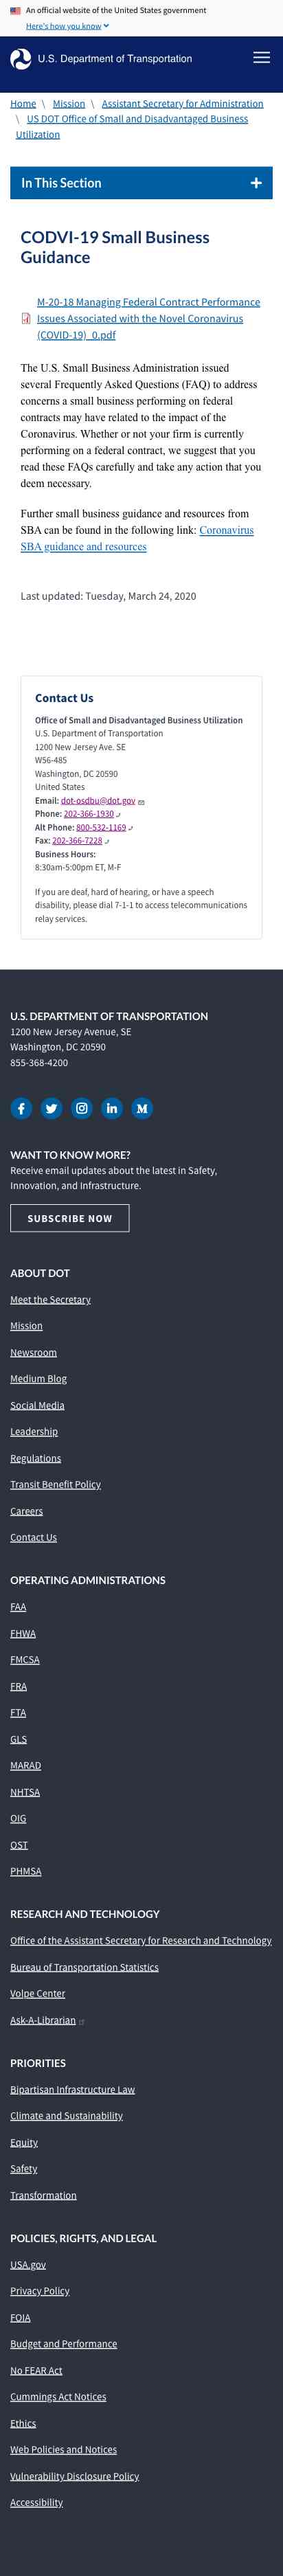 An official website of the United States government
Here's how you know
U.S. Department of Transportation
Home \ Mission \ Assistant Secretary for Administration
\ US DOT Office of Small and Disadvantaged Business
Utilization
In This Section
CODVI-19 Small Business
Guidance
M-20-18 Managing Federal Contract Performance
Issues Associated with the Novel Coronavirus
(COVID-19)_0.pdf
The U.S. Small Business Administration issued
several Frequently Asked Questions (FAQ) to address
concerns a small business performing on federal
contracts may have related to the impact of the
Coronavirus. Whether or not your firm is currently
performing on a federal contract, we suggest that you
read these FAQs carefully and take any action that you
deem necessary.
Further small business guidance and resources from
SBA can be found in the following link: Coronavirus
SBA guidance and resources
Last updated: Tuesday, March 24, 2020
Contact Us
Office of Small and Disadvantaged Business Utilization
U.S. Department of Transportation
1200 New Jersey Ave. SE
W56-485
Washington, DC 20590
United States
Email: dot-osdbu@dot.gov
Phone: 202-366-1930
Alt Phone: 800-532-1169
Fax: 202-366-7228
Business Hours:
8:30am-5:00pm ET, M-F
If you are deaf, hard of hearing, or have a speech
disability, please dial 7-1-1 to access telecommunications
relay services.
U.S. DEPARTMENT OF TRANSPORTATION
1200 New Jersey Avenue, SE
Washington, DC 20590
855-368-4200
WANT TO KNOW MORE?
Receive email updates about the latest in Safety,
Innovation, and Infrastructure.
SUBSCRIBE NOW
ABOUT DOT
Meet the Secretary
Mission
Newsroom
Medium Blog
Social Media
Leadership
Regulations
Transit Benefit Policy
Careers
Contact Us
OPERATING ADMINISTRATIONS
FAA
FHWA
FMCSA
FRA
FTA
GLS
MARAD
NHTSA
OIG
OST
PHMSA
RESEARCH AND TECHNOLOGY
Office of the Assistant Secretary for Research and Technology
Bureau of Transportation Statistics
Volpe Center
Ask-A-Librarian
PRIORITIES
Bipartisan Infrastructure Law
Climate and Sustainability
Equity
Safety
Transformation
POLICIES, RIGHTS, AND LEGAL
USA.gov
Privacy Policy
FOIA
Budget and Performance
No FEAR Act
Cummings Act Notices
Ethics
Web Policies and Notices
Vulnerability Disclosure Policy
Accessibility